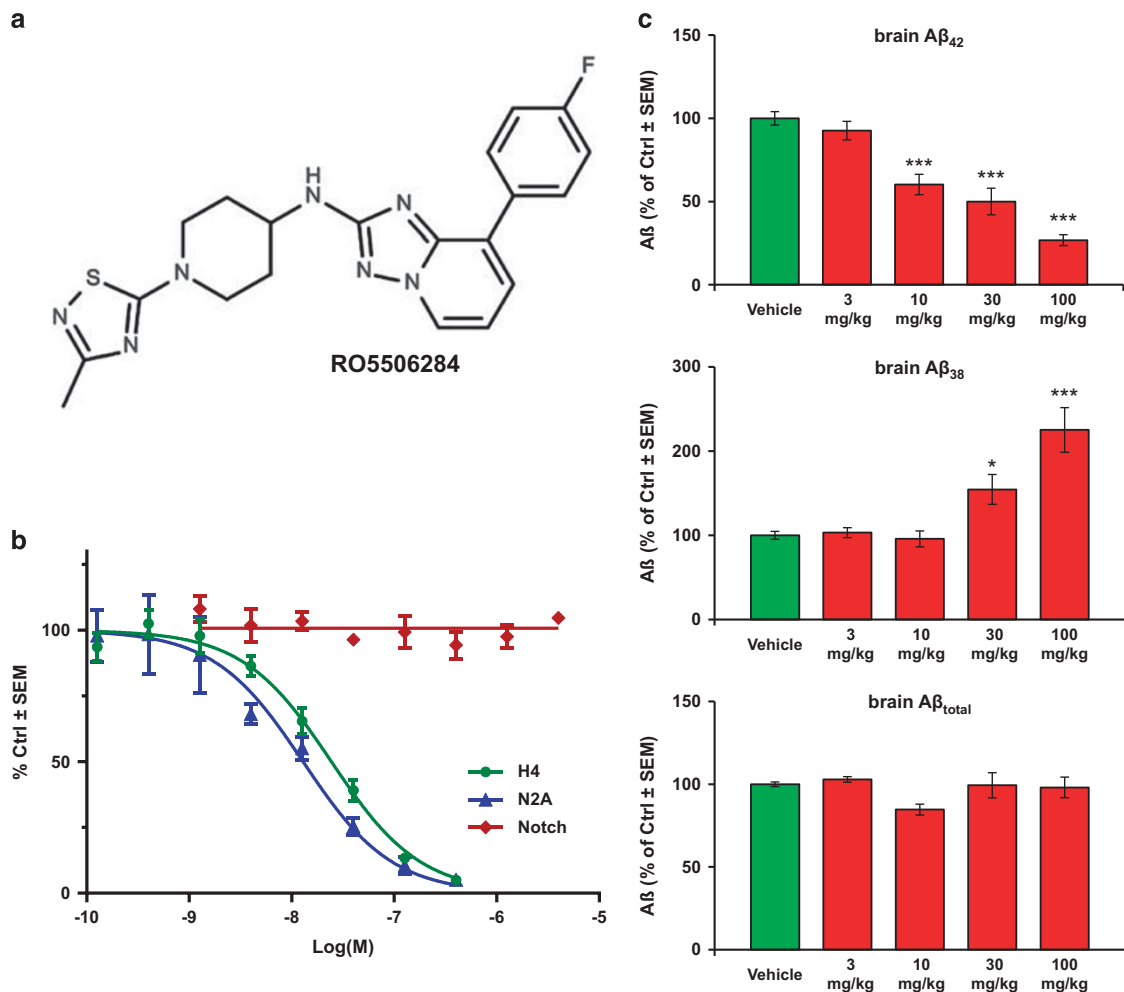 a
F
H
N
N
N
N
N
S
N
N
RO5506284
b
% Ctrl ± SEM
100
50
0
H4
N2A
Notch
-10 -9 -8 -7 -6 -5
Log(M)
c
brain Aβ42
Aß (% of Ctrl ± SEM)
150
100
50
0
***
***
***
Vehicle 3 10 30 100
mg/kg mg/kg mg/kg mg/kg
brain Aβ38
Aß (% of Ctrl ± SEM)
300
200
100
0
*
***
Vehicle 3 10 30 100
mg/kg mg/kg mg/kg mg/kg
brain Aβtotal
Aß (% of Ctrl ± SEM)
150
100
50
0
Vehicle 3 10 30 100
mg/kg mg/kg mg/kg mg/kg